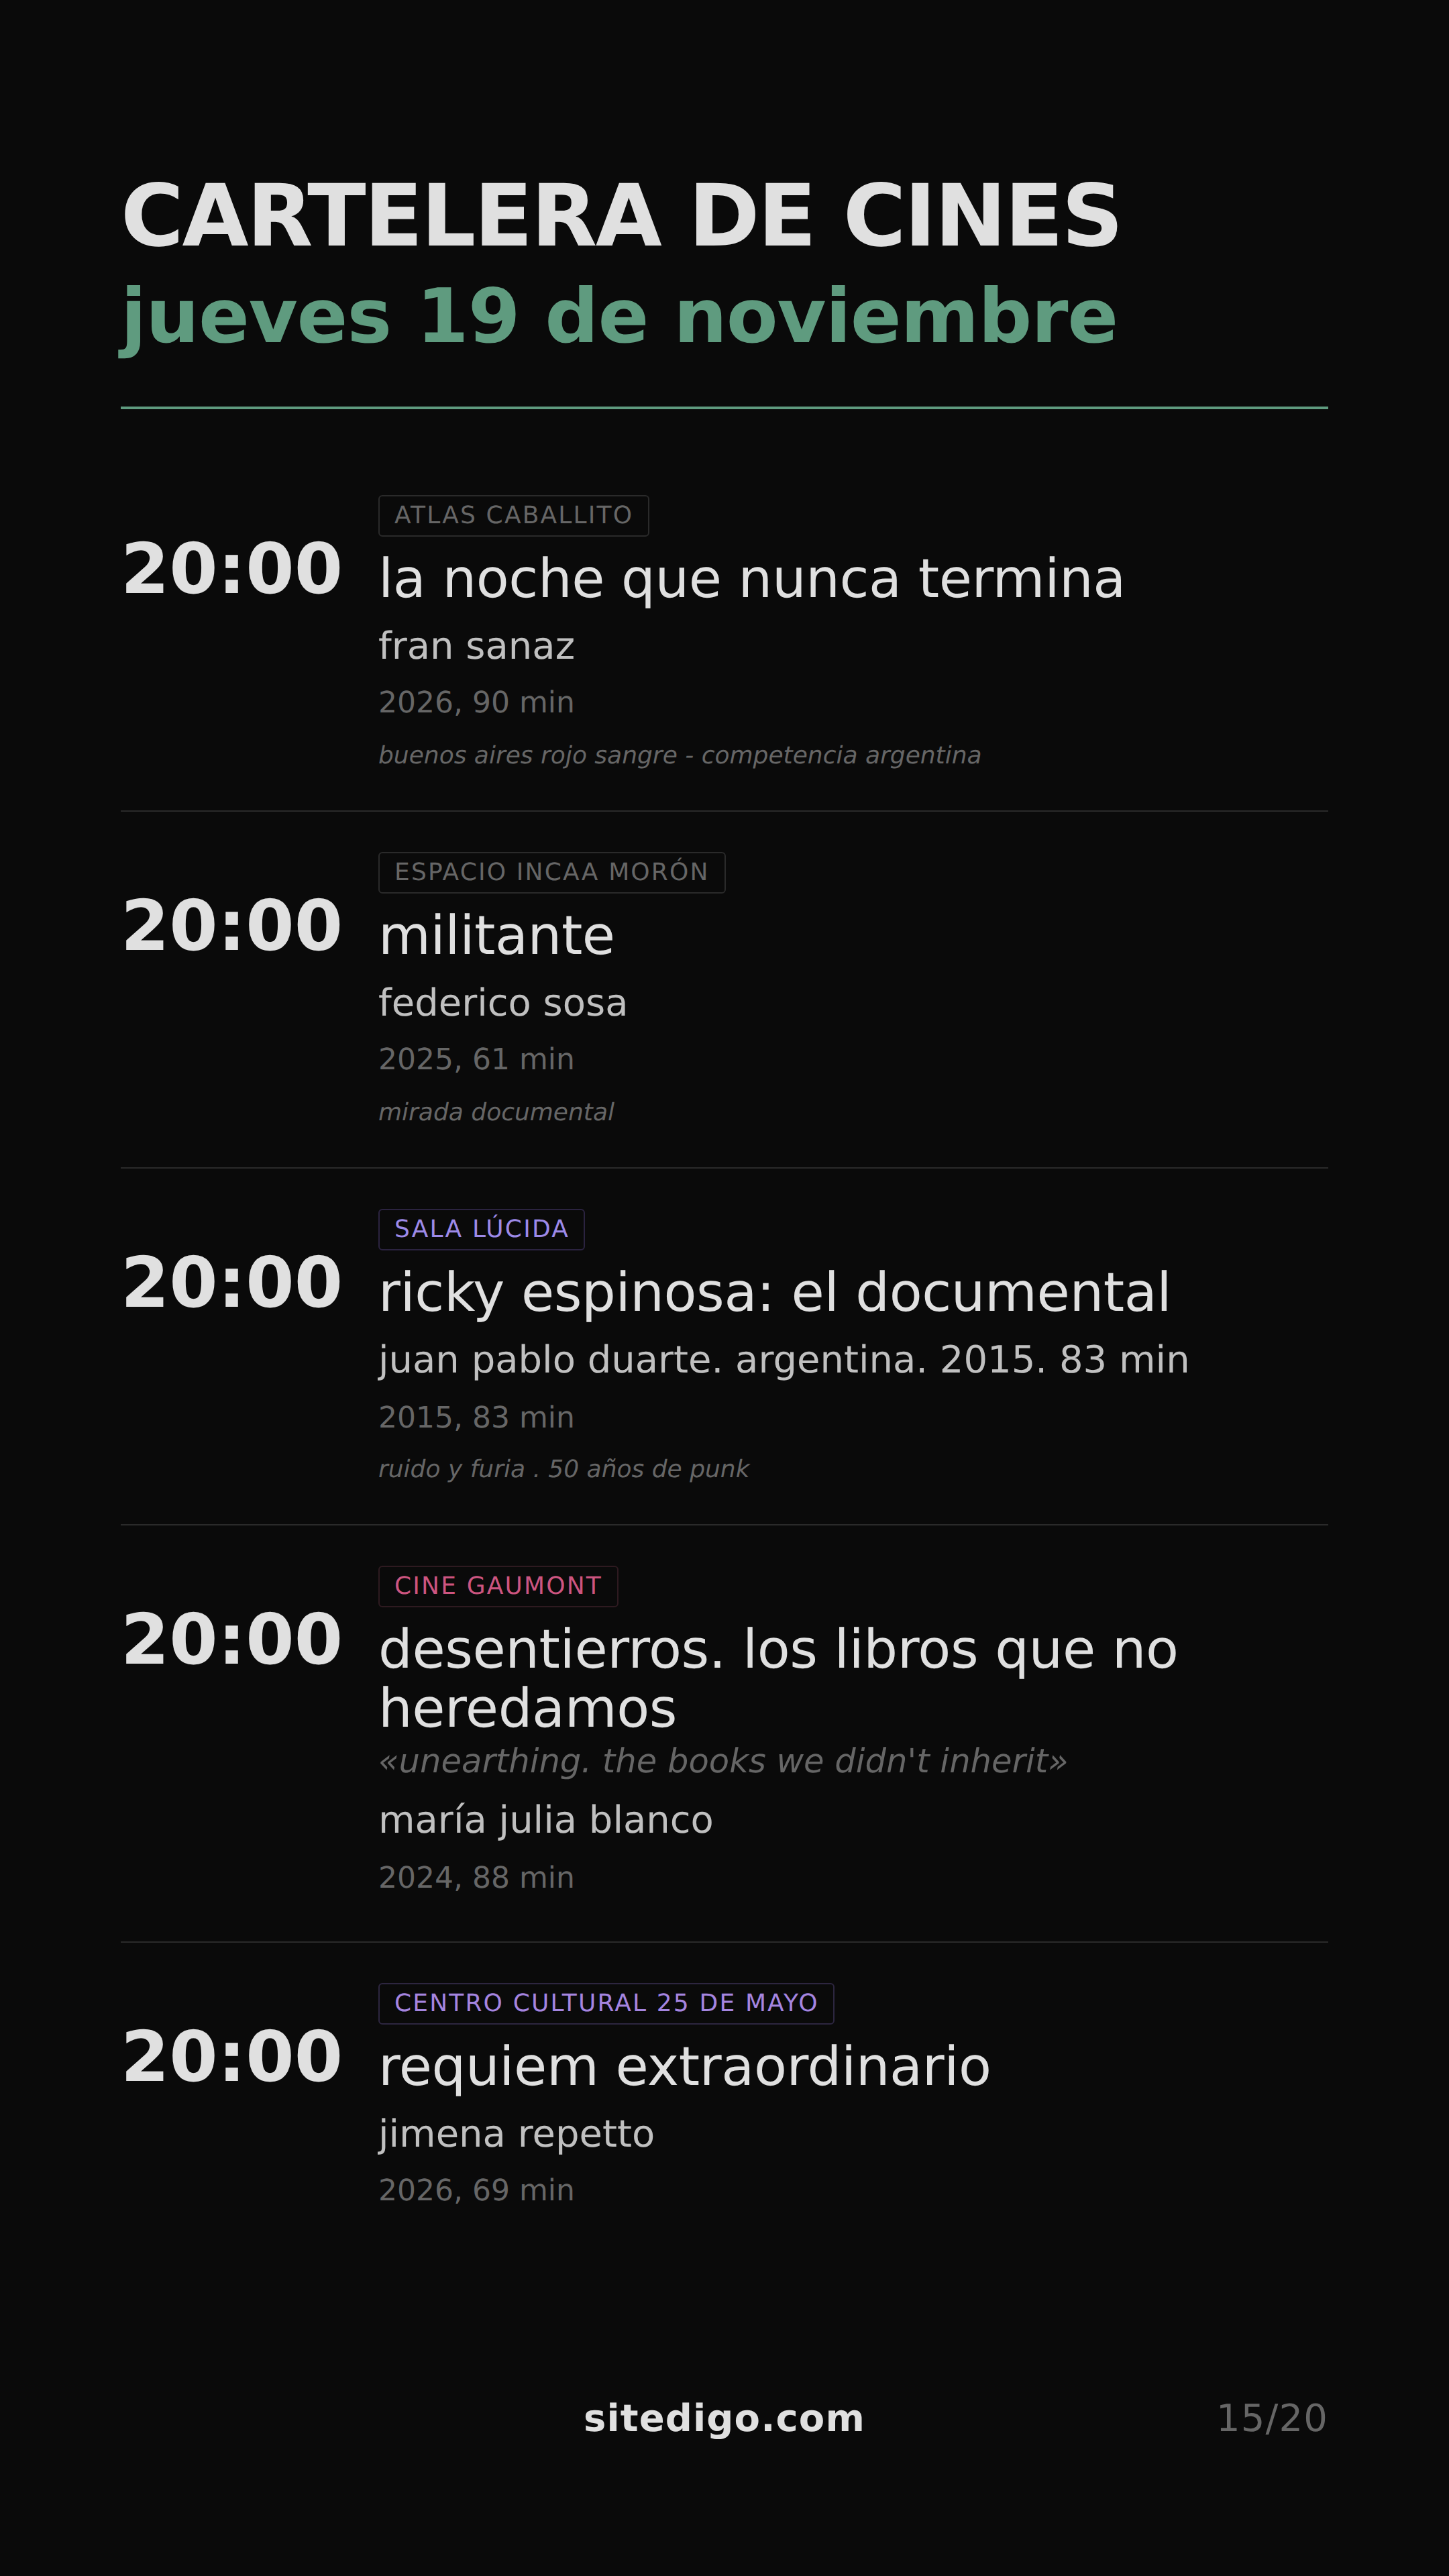 CARTELERA DE CINES
jueves 19 de noviembre
ATLAS CABALLITO
20:00
la noche que nunca termina
fran sanaz
2026, 90 min
buenos aires rojo sangre - competencia argentina
ESPACIO INCAA MORÓN
20:00
militante
federico sosa
2025, 61 min
mirada documental
SALA LÚCIDA
20:00
ricky espinosa: el documental
juan pablo duarte. argentina. 2015. 83 min
2015, 83 min
ruido y furia . 50 años de punk
CINE GAUMONT
20:00
desentierros. los libros que no
heredamos
«unearthing. the books we didn't inherit»
maría julia blanco
2024, 88 min
CENTRO CULTURAL 25 DE MAYO
20:00
requiem extraordinario
jimena repetto
2026, 69 min
sitedigo.com
15/20